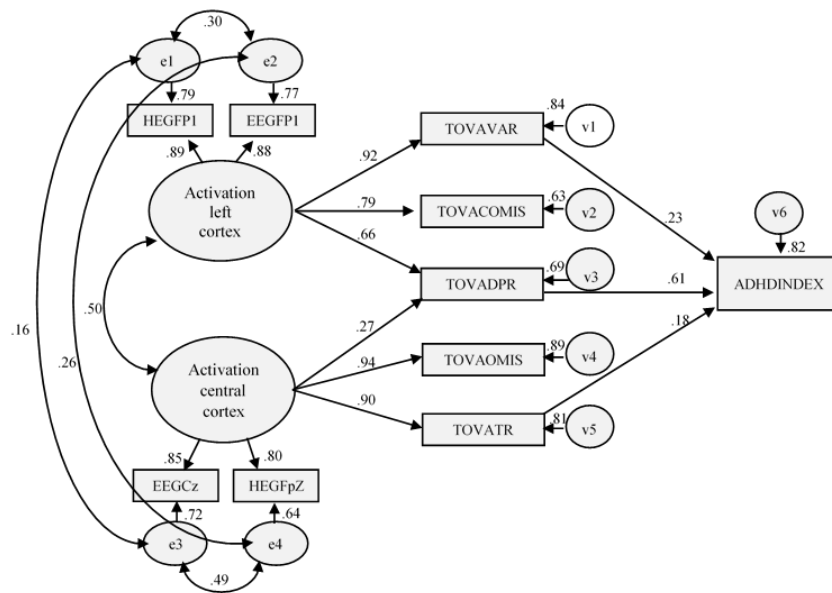 .30
e1
e2
.79
.77
HEGFP1
EEGFP1
.89
.88
Activation
left
cortex
.92
.79
.66
TOVAVAR
.84
v1
TOVACOMIS
.63
v2
TOVADPR
.69
v3
.23
.61
.18
v6
.82
ADHDINDEX
.50
.16
.26
Activation
central
cortex
.27
.94
.90
TOVAOMIS
.89
v4
TOVATR
.81
v5
.85
.80
EEGCz
HEGFpZ
.72
.64
e3
e4
.49